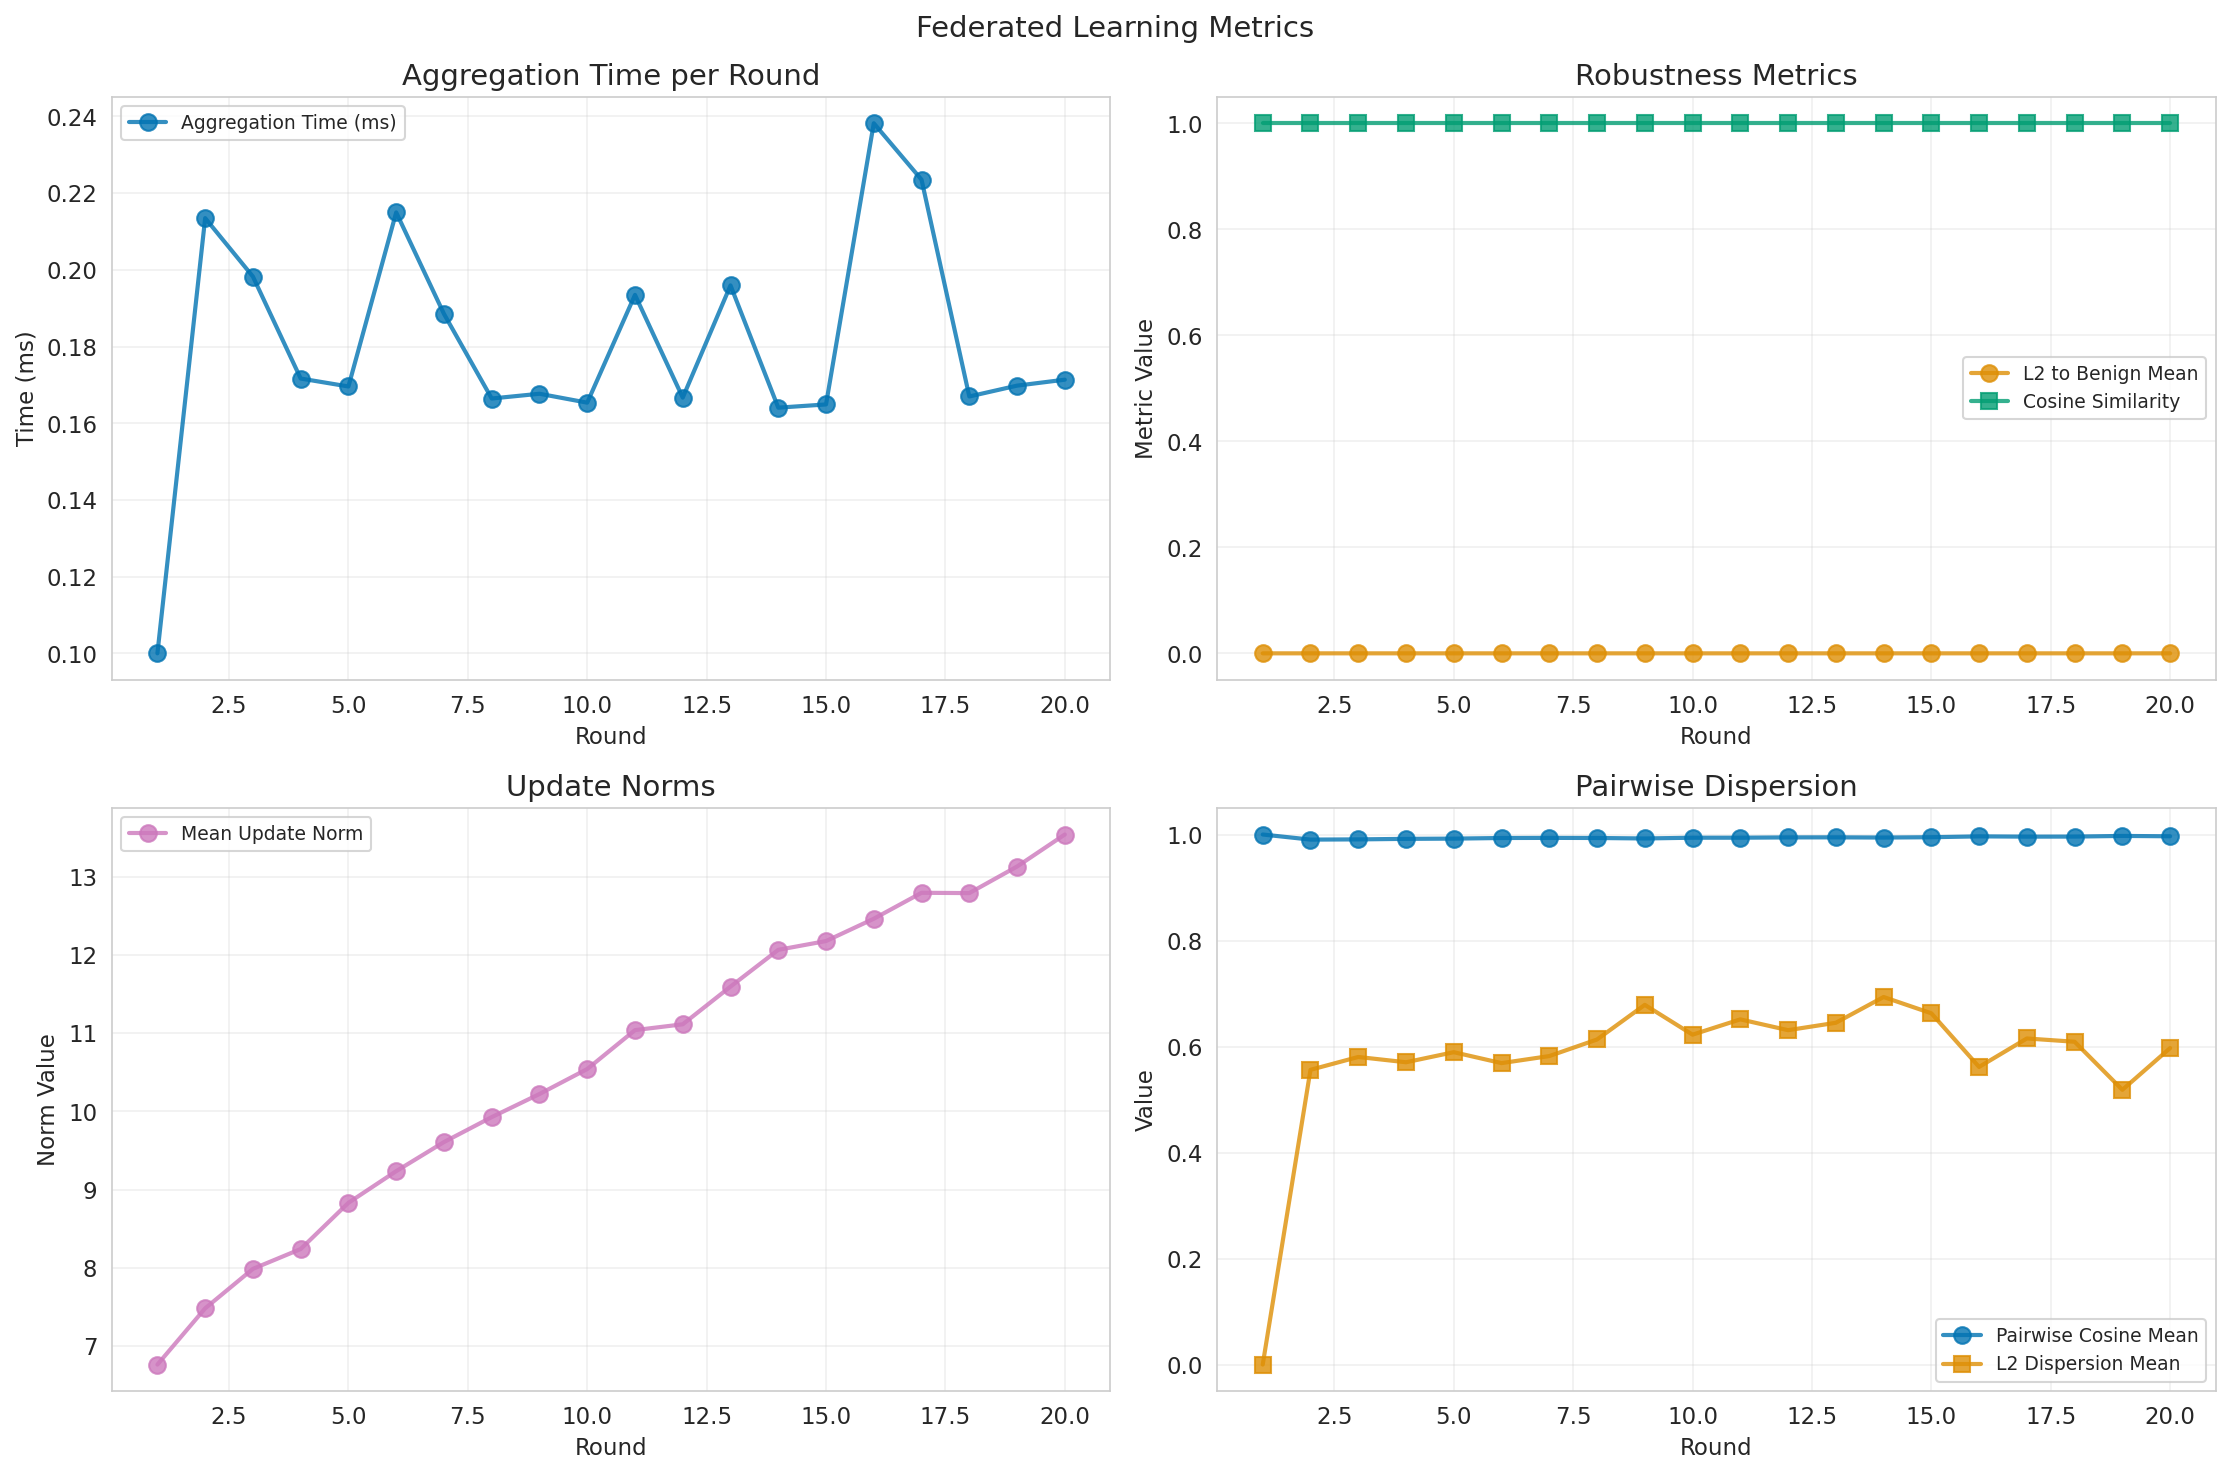 Federated Learning Metrics
Aggregation Time per Round
Aggregation Time (ms)
Time (ms)
0.24
0.22
0.20
0.18
0.16
0.14
0.12
0.10
2.5 5.0 7.5 10.0 12.5 15.0 17.5 20.0
Round
Robustness Metrics
L2 to Benign Mean
Cosine Similarity
Metric Value
1.0
0.8
0.6
0.4
0.2
0.0
2.5 5.0 7.5 10.0 12.5 15.0 17.5 20.0
Round
Update Norms
Mean Update Norm
Norm Value
13
12
11
10
9
8
7
2.5 5.0 7.5 10.0 12.5 15.0 17.5 20.0
Round
Pairwise Dispersion
Value
1.0
0.8
0.6
0.4
0.2
0.0
Pairwise Cosine Mean
L2 Dispersion Mean
2.5 5.0 7.5 10.0 12.5 15.0 17.5 20.0
Round